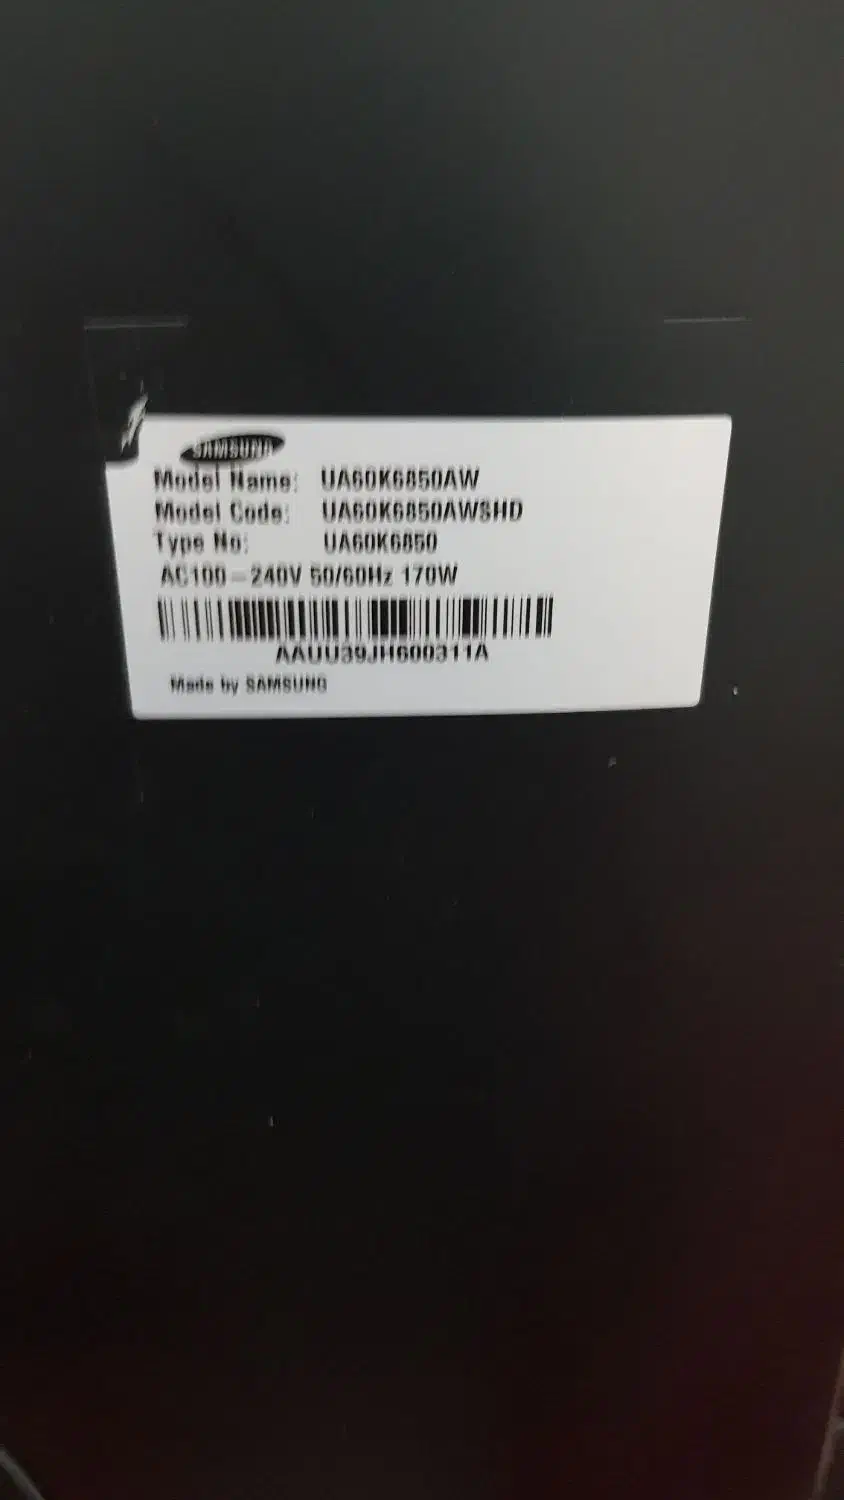 SAMSUNG
Model Name: UA60K6850AW
Model Code: UA60K6850AWSHD
Type No: UA60K6850
AC100-240V 50/60Hz 170W
AAUU39JH600311A
Made by SAMSUNG